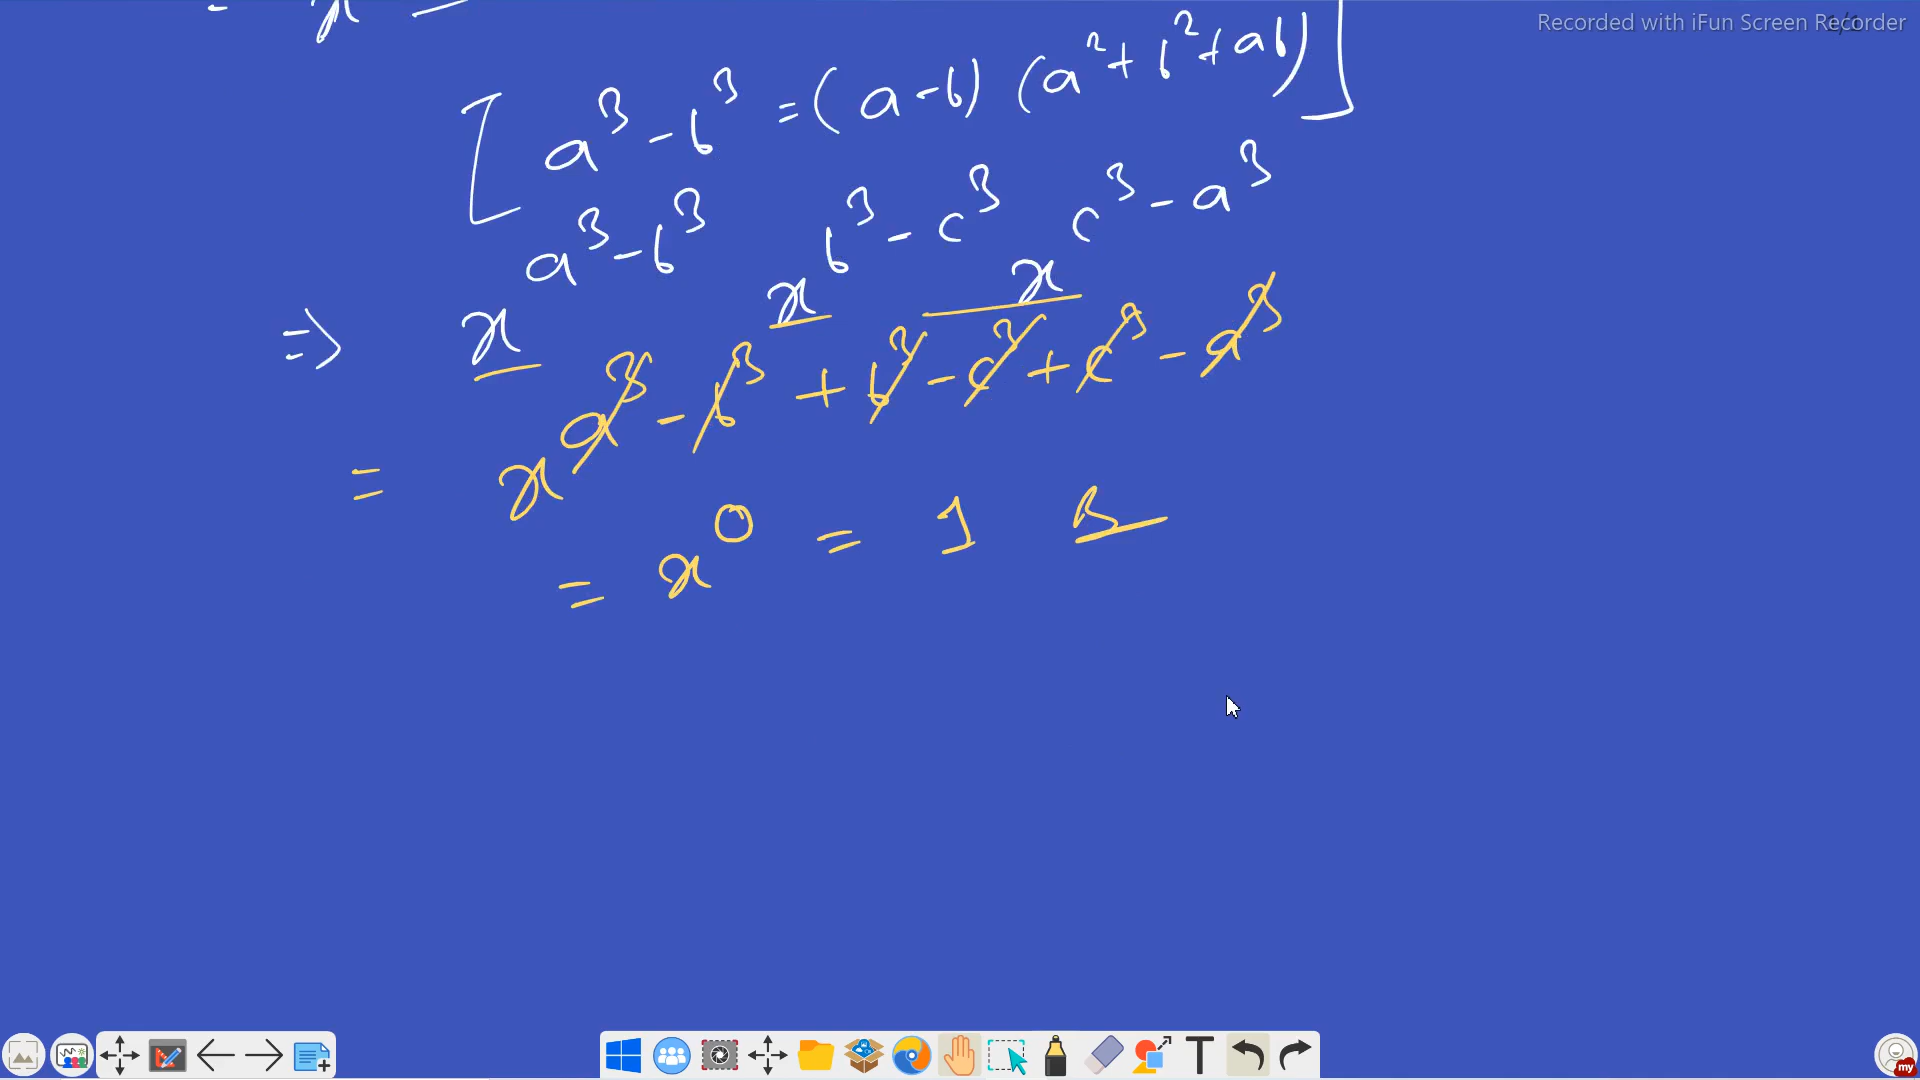 Recorded with iFun Screen Recorder
[a³-b³ = (a-b) (a²+b²+ab)]
⇒ x^(a³-b³) x^(b³-c³) x^(c³-a³)
= x^(a³-b³+b³-c³+c³-a³)
= x⁰ = 1
T
my